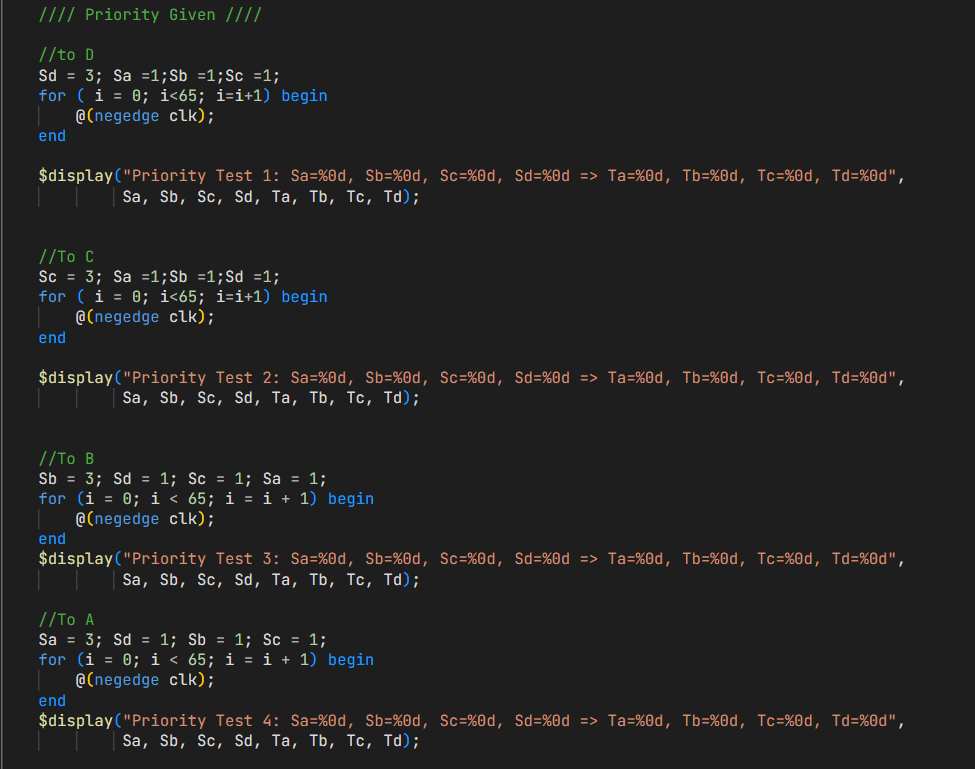 //// Priority Given ////
//to D
Sd = 3; Sa =1;Sb =1;Sc =1;
for ( i = 0; i<65; i=i+1) begin
@(negedge clk);
end
$display("Priority Test 1: Sa=%0d, Sb=%0d, Sc=%0d, Sd=%0d => Ta=%0d, Tb=%0d, Tc=%0d, Td=%0d",
Sa, Sb, Sc, Sd, Ta, Tb, Tc, Td);
//To C
Sc = 3; Sa =1;Sb =1;Sd =1;
for ( i = 0; i<65; i=i+1) begin
@(negedge clk);
end
$display("Priority Test 2: Sa=%0d, Sb=%0d, Sc=%0d, Sd=%0d => Ta=%0d, Tb=%0d, Tc=%0d, Td=%0d",
Sa, Sb, Sc, Sd, Ta, Tb, Tc, Td);
//To B
Sb = 3; Sd = 1; Sc = 1; Sa = 1;
for (i = 0; i < 65; i = i + 1) begin
@(negedge clk);
end
$display("Priority Test 3: Sa=%0d, Sb=%0d, Sc=%0d, Sd=%0d => Ta=%0d, Tb=%0d, Tc=%0d, Td=%0d",
Sa, Sb, Sc, Sd, Ta, Tb, Tc, Td);
//To A
Sa = 3; Sd = 1; Sb = 1; Sc = 1;
for (i = 0; i < 65; i = i + 1) begin
@(negedge clk);
end
$display("Priority Test 4: Sa=%0d, Sb=%0d, Sc=%0d, Sd=%0d => Ta=%0d, Tb=%0d, Tc=%0d, Td=%0d",
Sa, Sb, Sc, Sd, Ta, Tb, Tc, Td);